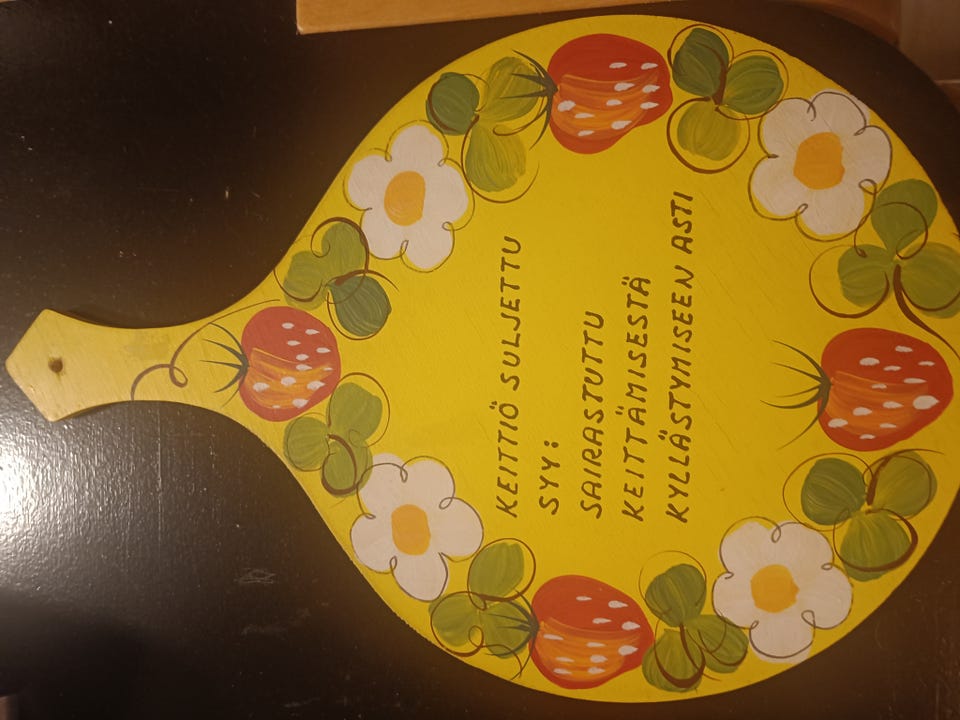 KEITTIÖ SULJETTU
SYY:
SAIRASTUTTU
KEITTÄMISESTÄ
KYLLÄSTYMISEEN ASTI